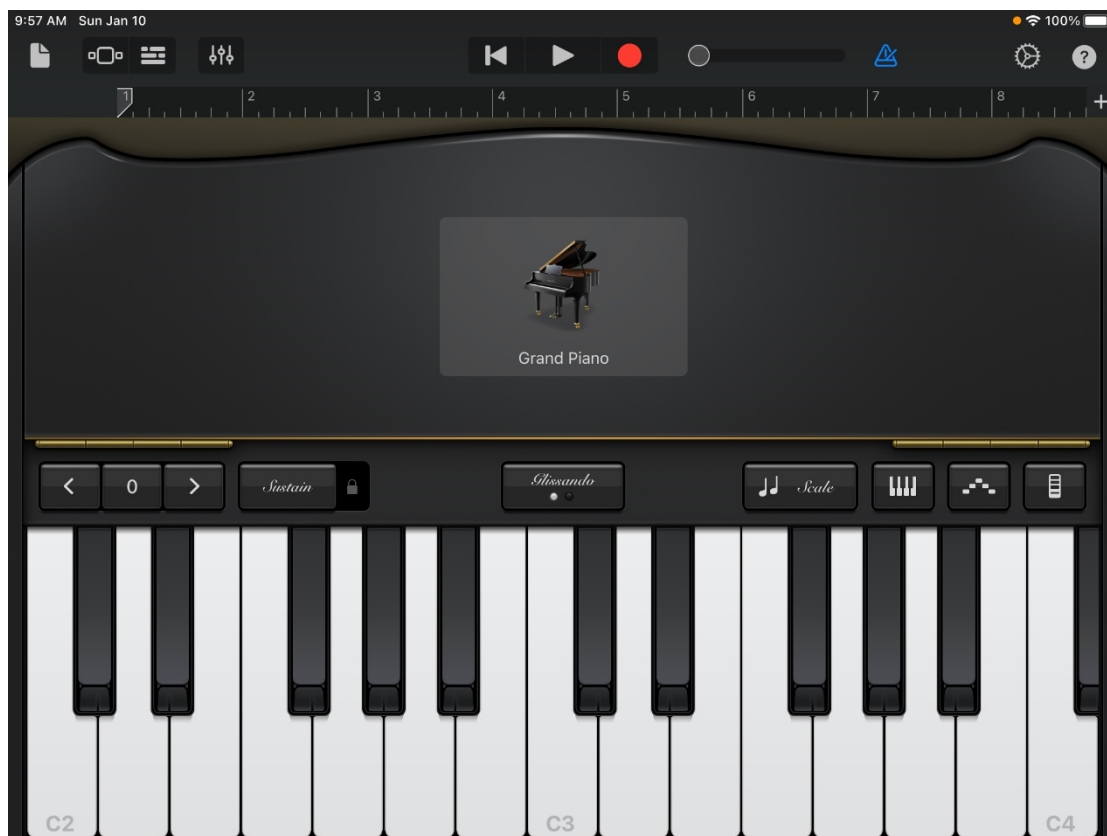 9:57 AM Sun Jan 10 100%
?
1 2 3 4 5 6 7 8 +
Grand Piano
0 Sustain Glissando Scale
C2 C3 C4